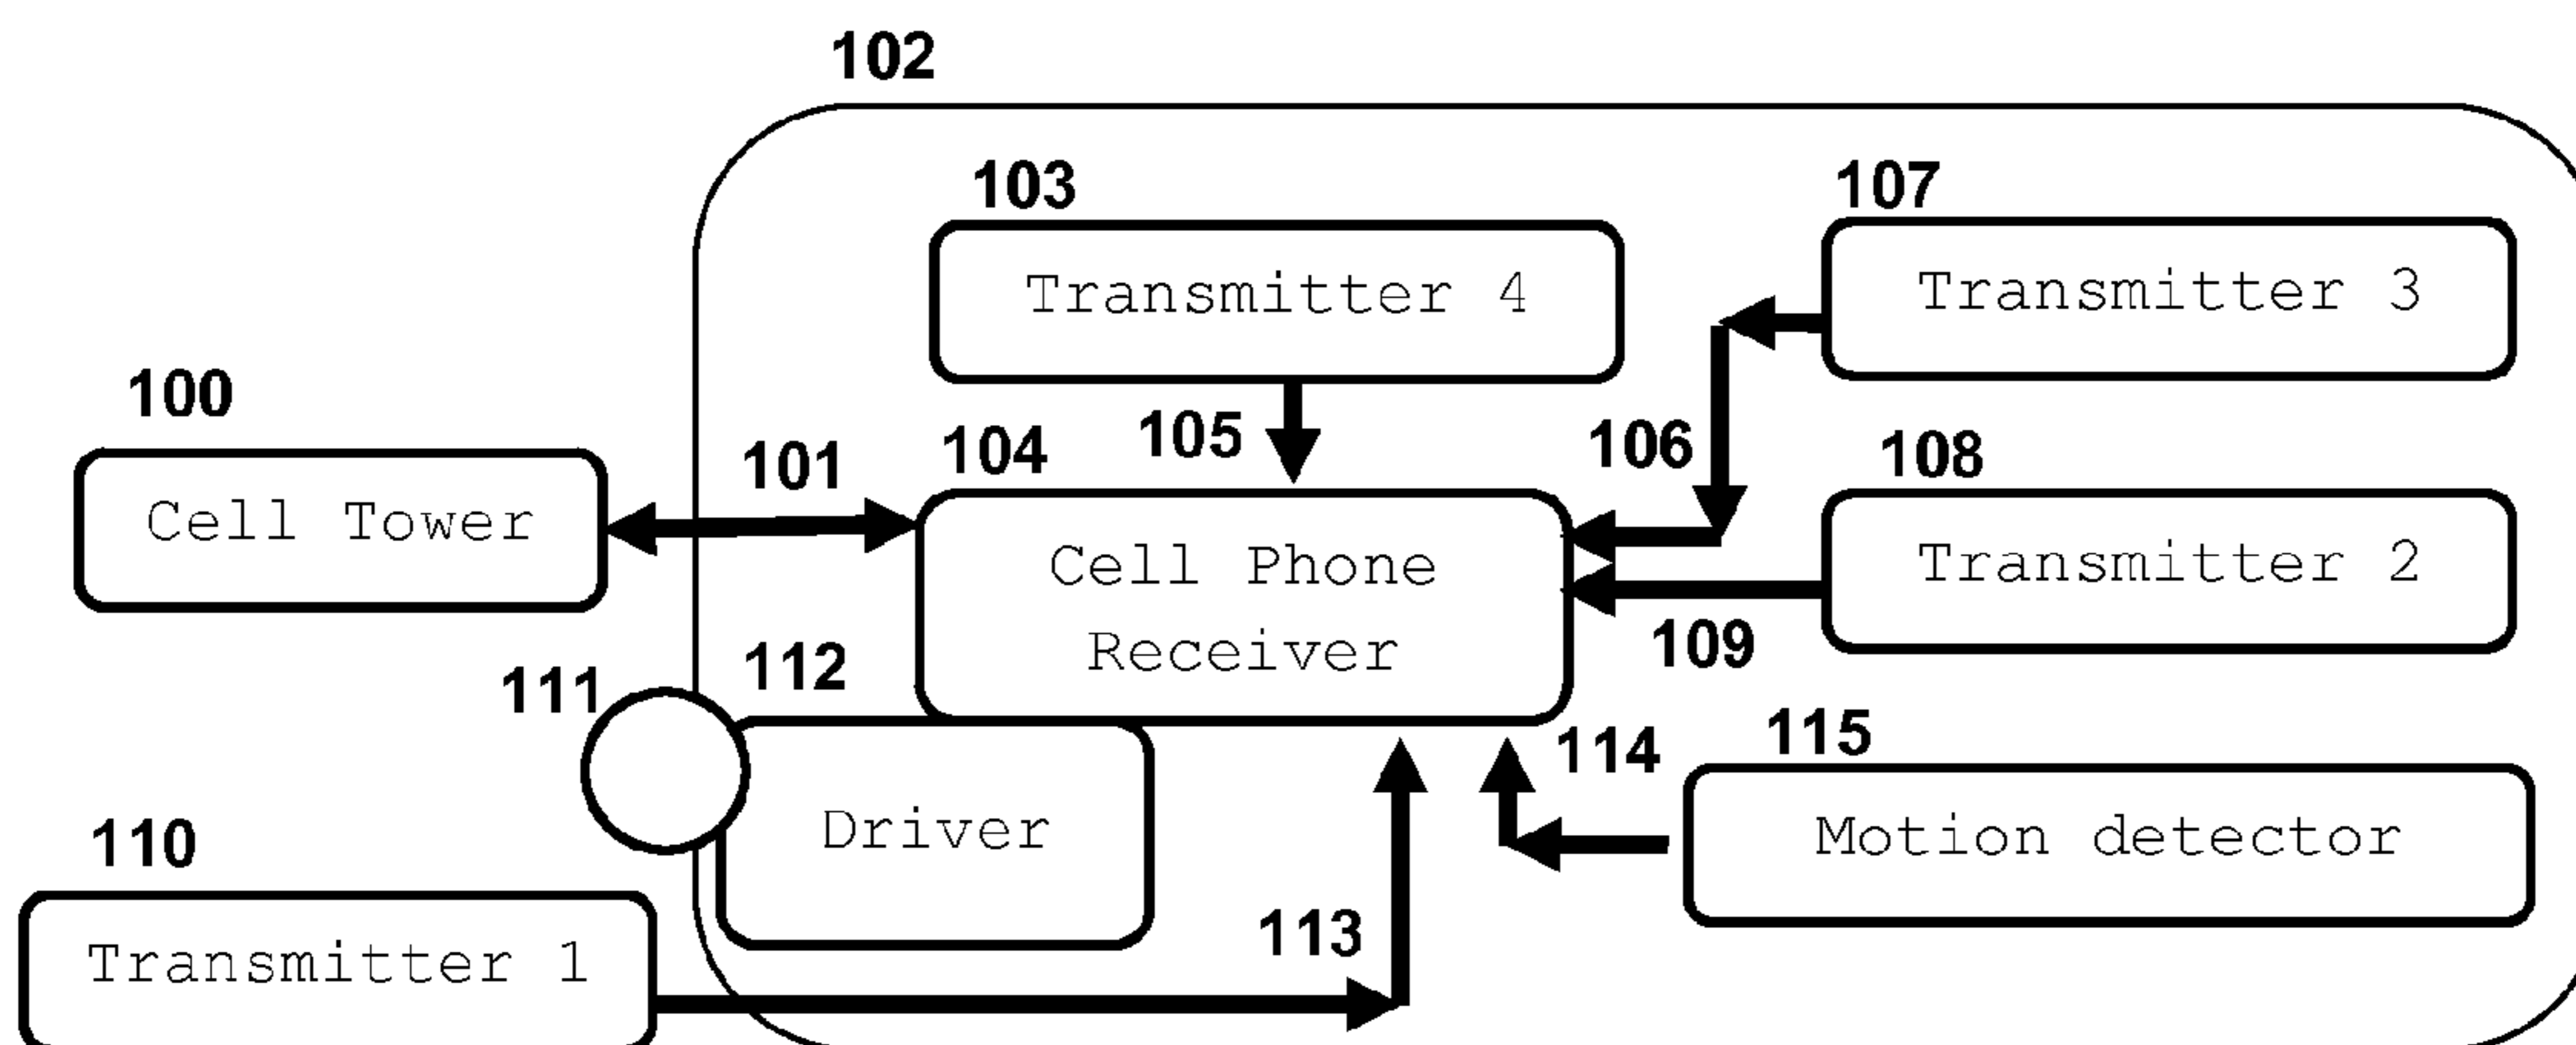 102
103
107
Transmitter 4
Transmitter 3
100
104
105
106
108
101
Cell Tower
Cell Phone
Receiver
Transmitter 2
109
111
112
114
115
Driver
Motion detector
110
113
Transmitter 1